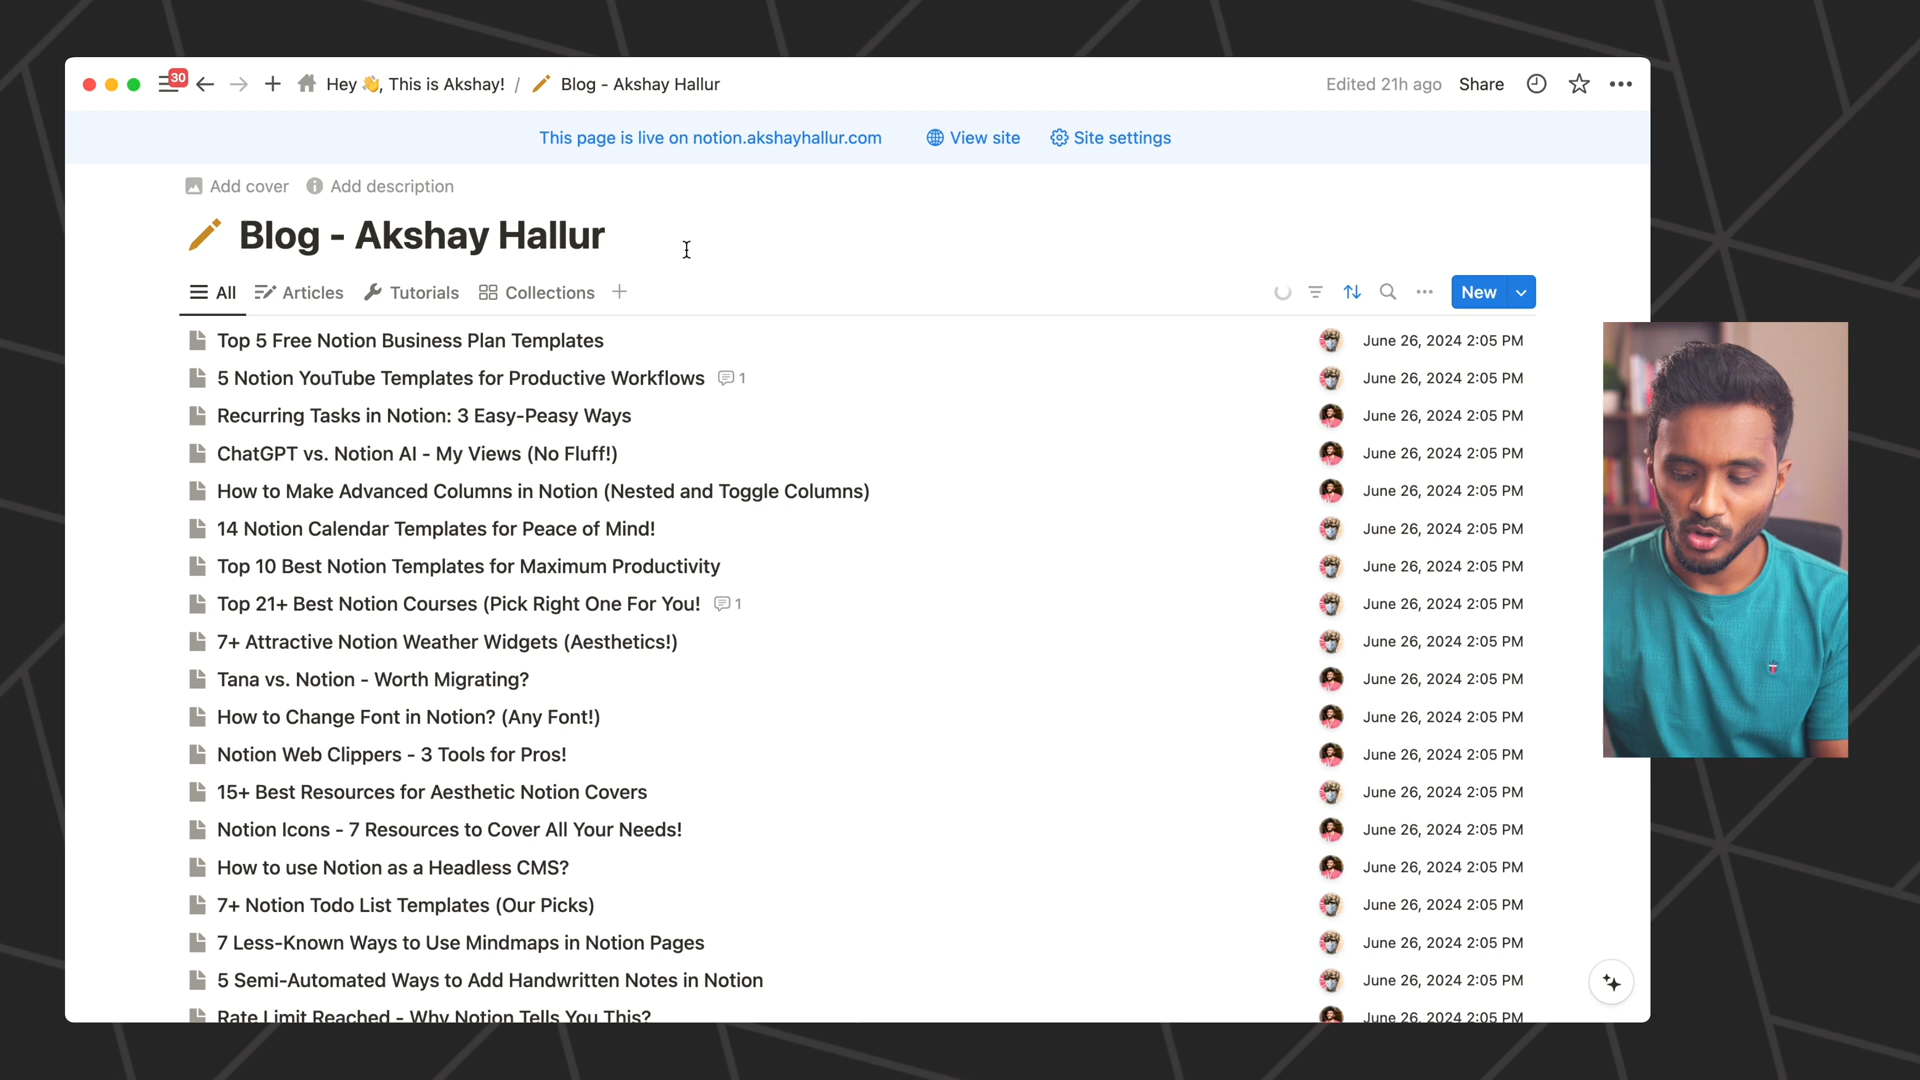 30 Hey 👋, This is Akshay! / Blog - Akshay Hallur Edited 21h ago Share
This page is live on notion.akshayhallur.com View site Site settings
Add cover Add description
Blog - Akshay Hallur
All Articles Tutorials Collections New
Top 5 Free Notion Business Plan Templates June 26, 2024 2:05 PM
5 Notion YouTube Templates for Productive Workflows 1 June 26, 2024 2:05 PM
Recurring Tasks in Notion: 3 Easy-Peasy Ways June 26, 2024 2:05 PM
ChatGPT vs. Notion AI - My Views (No Fluff!) June 26, 2024 2:05 PM
How to Make Advanced Columns in Notion (Nested and Toggle Columns) June 26, 2024 2:05 PM
14 Notion Calendar Templates for Peace of Mind! June 26, 2024 2:05 PM
Top 10 Best Notion Templates for Maximum Productivity June 26, 2024 2:05 PM
Top 21+ Best Notion Courses (Pick Right One For You! 1 June 26, 2024 2:05 PM
7+ Attractive Notion Weather Widgets (Aesthetics!) June 26, 2024 2:05 PM
Tana vs. Notion - Worth Migrating? June 26, 2024 2:05 PM
How to Change Font in Notion? (Any Font!) June 26, 2024 2:05 PM
Notion Web Clippers - 3 Tools for Pros! June 26, 2024 2:05 PM
15+ Best Resources for Aesthetic Notion Covers June 26, 2024 2:05 PM
Notion Icons - 7 Resources to Cover All Your Needs! June 26, 2024 2:05 PM
How to use Notion as a Headless CMS? June 26, 2024 2:05 PM
7+ Notion Todo List Templates (Our Picks) June 26, 2024 2:05 PM
7 Less-Known Ways to Use Mindmaps in Notion Pages June 26, 2024 2:05 PM
5 Semi-Automated Ways to Add Handwritten Notes in Notion June 26, 2024 2:05 PM
Rate Limit Reached - Why Notion Tells You This? June 26, 2024 2:05 PM